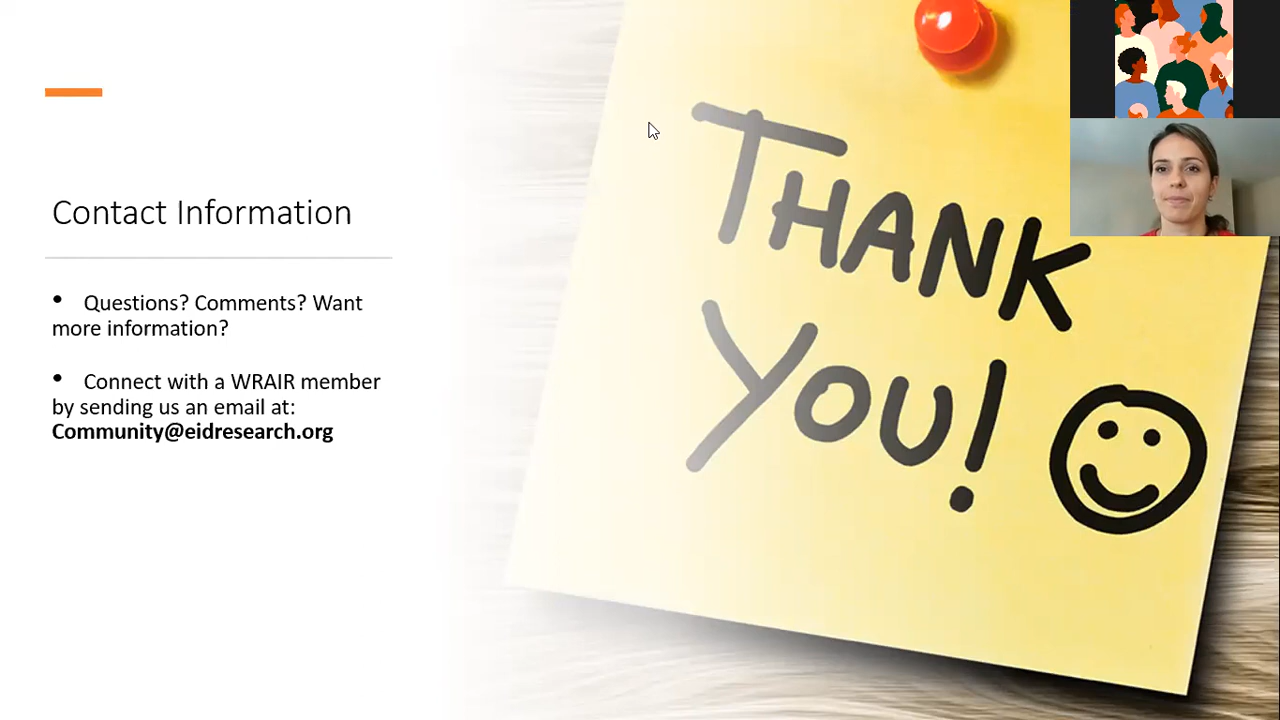 Contact Information
• Questions? Comments? Want
more information?
• Connect with a WRAIR member
by sending us an email at:
Community@eidresearch.org
THANK
YOU!